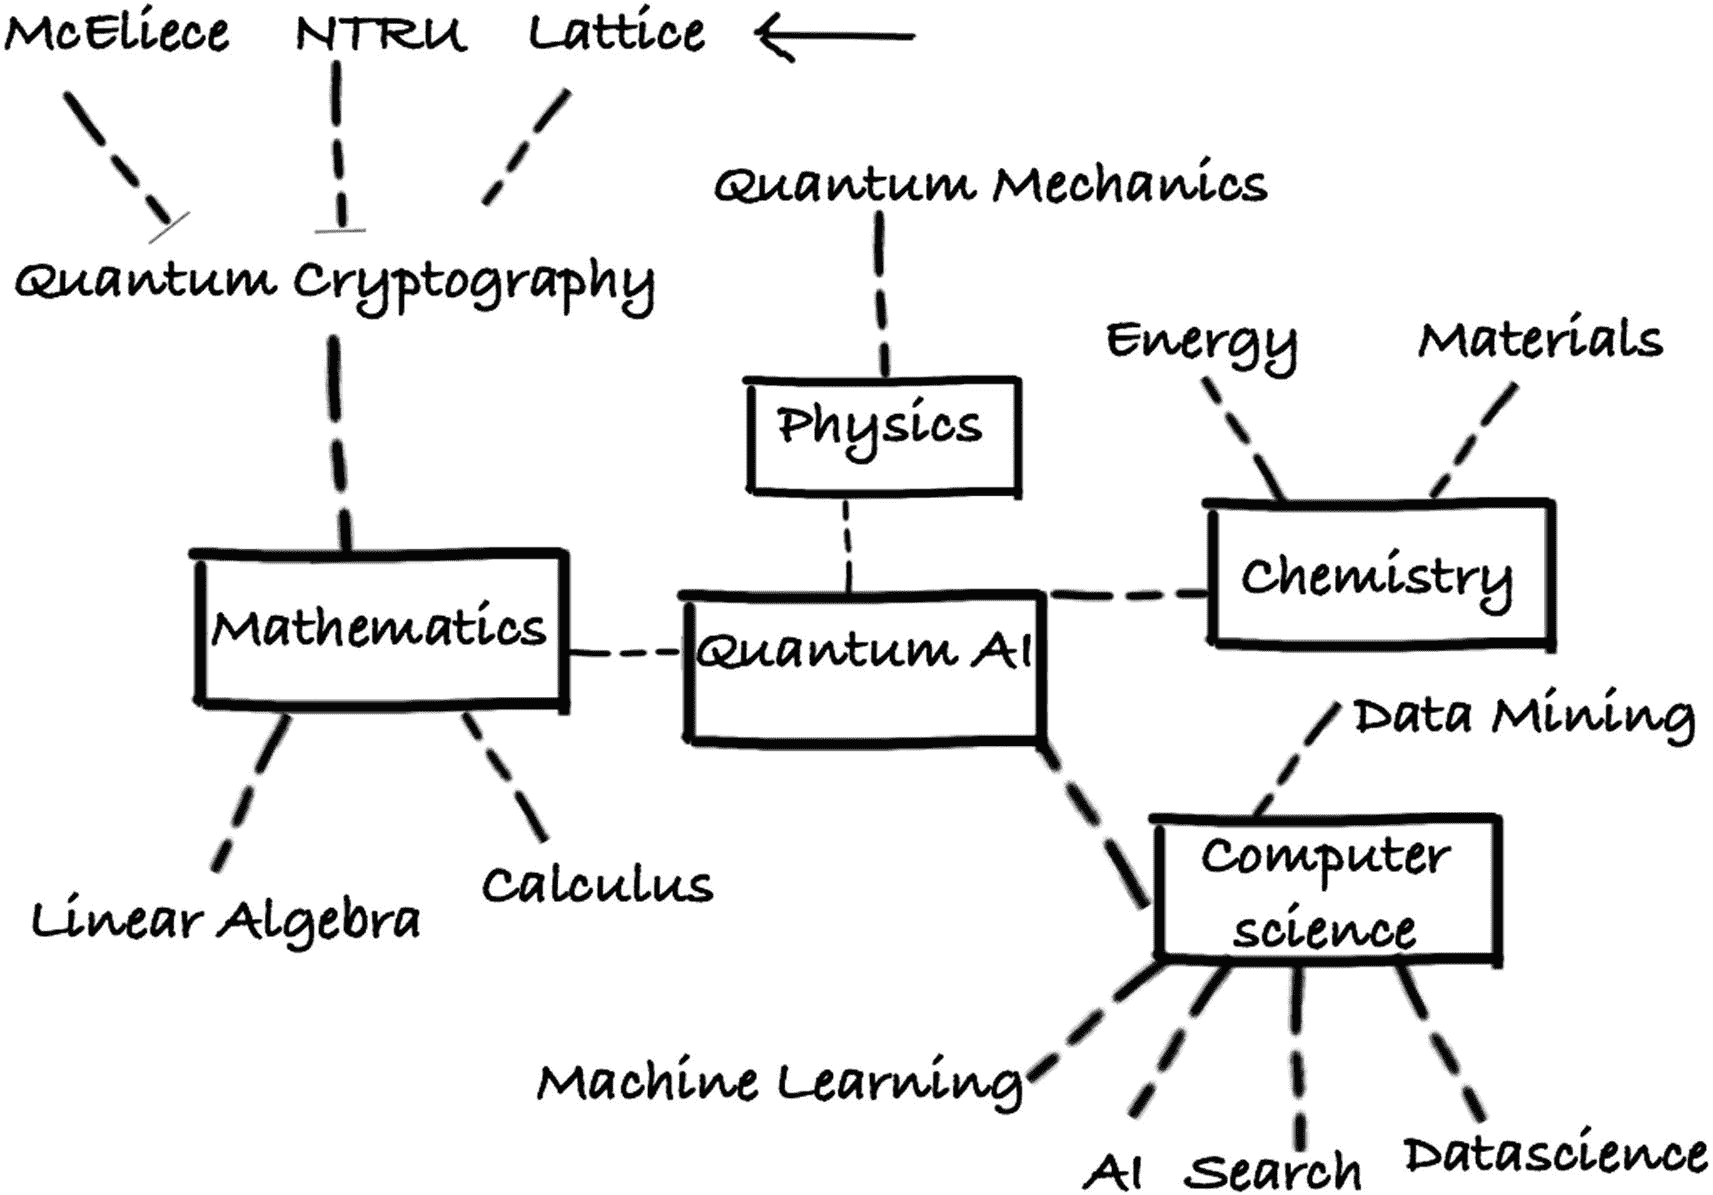 McEliece NTRU Lattice
Quantum Mechanics
Quantum Cryptography
Energy Materials
Physics
Chemistry
Mathematics
Quantum AI
Data Mining
Computer
science
Calculus
Linear Algebra
Machine Learning
AI Search Datascience